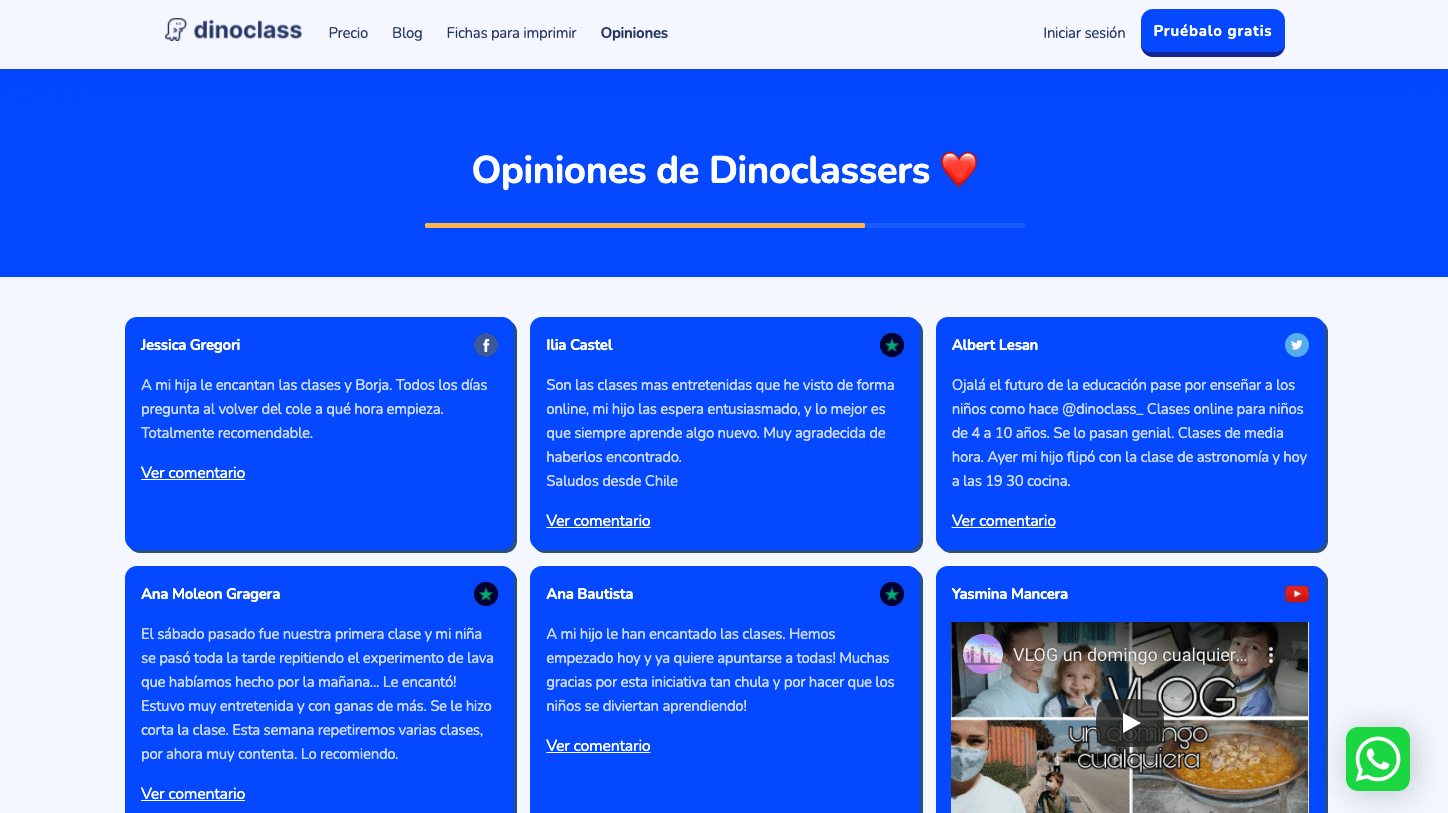 dinoclass
Precio
Blog
Fichas para imprimir
Opiniones
Iniciar sesión
Pruébalo gratis
Opiniones de Dinoclassers ❤️
Jessica Gregori
A mi hija le encantan las clases y Borja. Todos los días
pregunta al volver del cole a qué hora empieza.
Totalmente recomendable.
Ver comentario
Ilia Castel
Son las clases mas entretenidas que he visto de forma
online, mi hijo las espera entusiasmado, y lo mejor es
que siempre aprende algo nuevo. Muy agradecida de
haberlos encontrado.
Saludos desde Chile
Ver comentario
Albert Lesan
Ojalá el futuro de la educación pase por enseñar a los
niños como hace @dinoclass_ Clases online para niños
de 4 a 10 años. Se lo pasan genial. Clases de media
hora. Ayer mi hijo flipó con la clase de astronomía y hoy
a las 19 30 cocina.
Ver comentario
Ana Moleon Gragera
El sábado pasado fue nuestra primera clase y mi niña
se pasó toda la tarde repitiendo el experimento de lava
que habíamos hecho por la mañana... Le encantó!
Estuvo muy entretenida y con ganas de más. Se le hizo
corta la clase. Esta semana repetiremos varias clases,
por ahora muy contenta. Lo recomiendo.
Ver comentario
Ana Bautista
A mi hijo le han encantado las clases. Hemos
empezado hoy y ya quiere apuntarse a todas! Muchas
gracias por esta iniciativa tan chula y por hacer que los
niños se diviertan aprendiendo!
Ver comentario
Yasmina Mancera
VLOG un domingo cualquier...
VLOG
un domingo
cualquiera